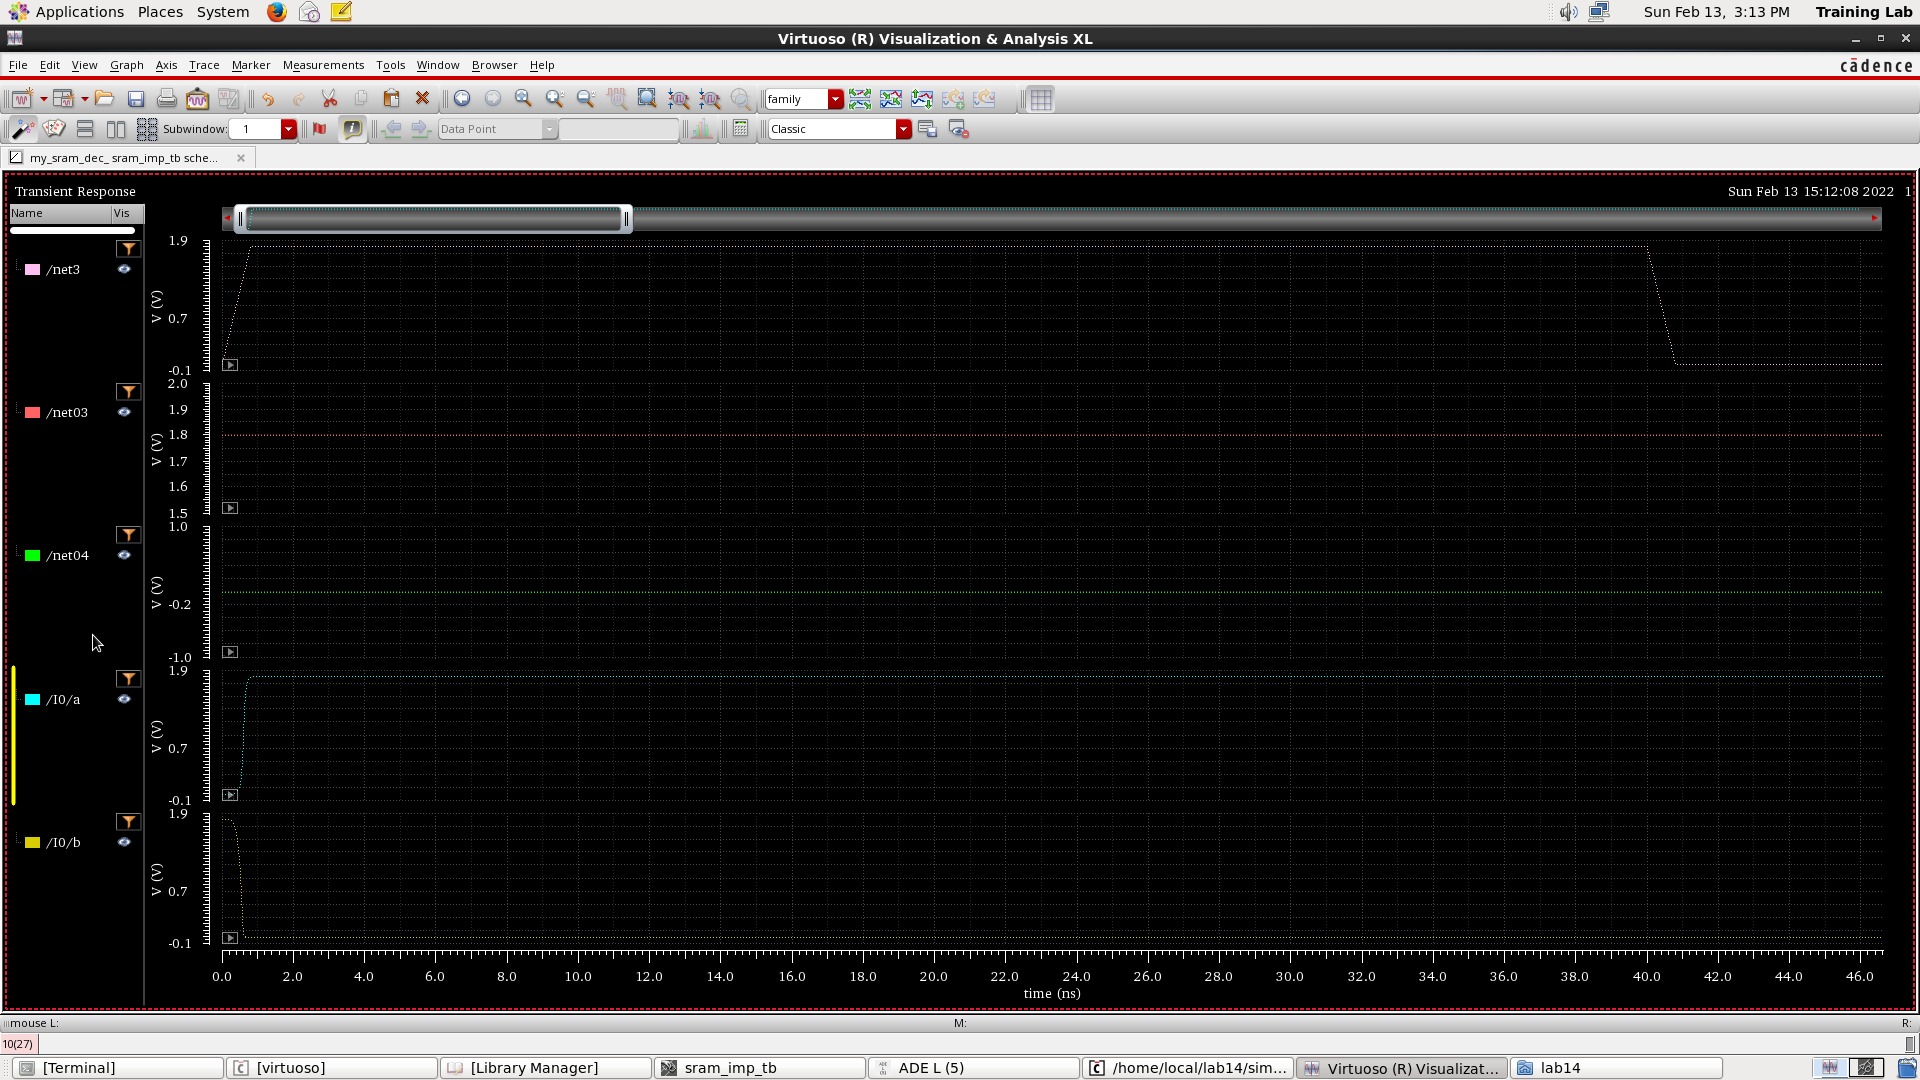 Applications Places System
Sun Feb 13, 3:13 PM Training Lab
Virtuoso (R) Visualization & Analysis XL
File Edit View Graph Axis Trace Marker Measurements Tools Window Browser Help
cādence
family
Subwindow: 1
Data Point
Classic
my_sram_dec_ sram_imp_tb sche...
Transient Response
Sun Feb 13 15:12:08 2022 1
Name Vis
/net3
1.9
V (V)
0.7
-0.1
/net03
2.0
1.9
1.8
V (V)
1.7
1.6
1.5
/net04
1.0
V (V)
-0.2
-1.0
/I0/a
1.9
V (V)
0.7
-0.1
/I0/b
1.9
V (V)
0.7
-0.1
0.0 2.0 4.0 6.0 8.0 10.0 12.0 14.0 16.0 18.0 20.0 22.0 24.0 26.0 28.0 30.0 32.0 34.0 36.0 38.0 40.0 42.0 44.0 46.0
time (ns)
mouse L: M: R:
10(27)
[Terminal] [virtuoso] [Library Manager] sram_imp_tb ADE L (5) /home/local/lab14/sim... Virtuoso (R) Visualizat... lab14